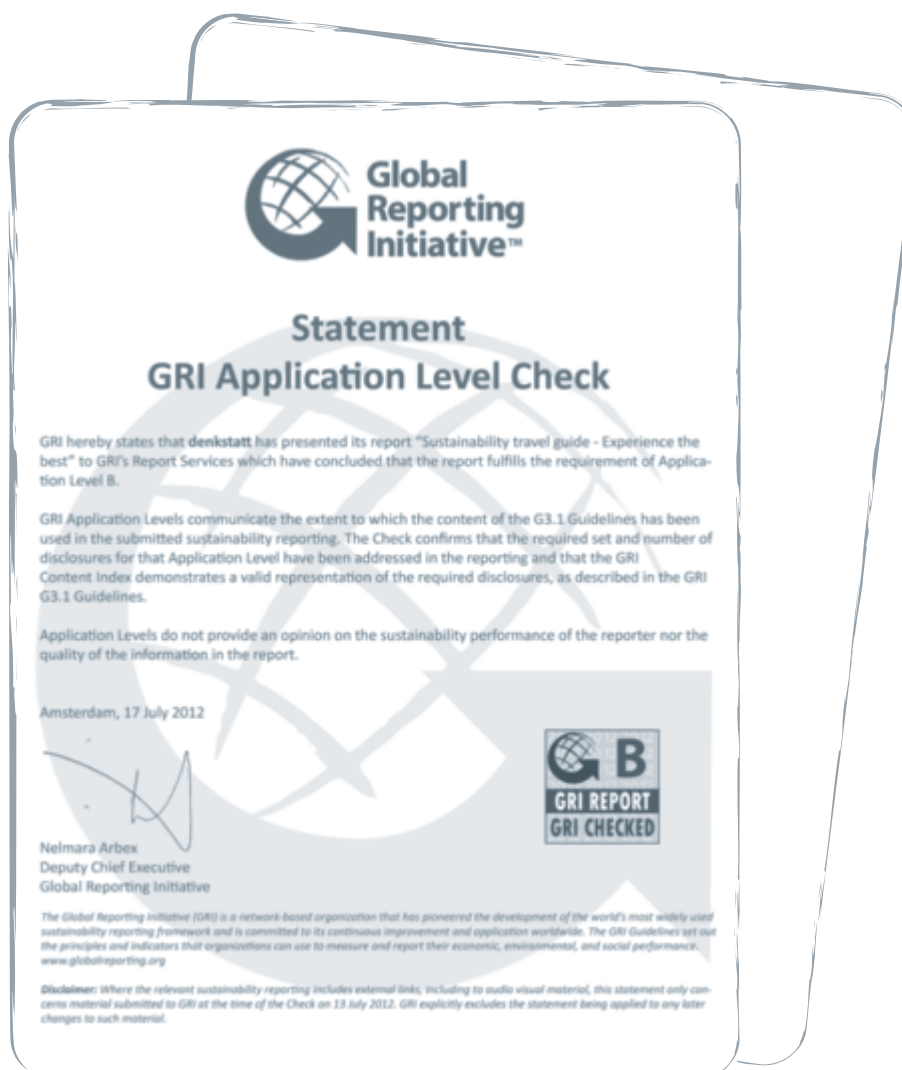 Global
Reporting
Initiative™
Statement
GRI Application Level Check
GRI hereby states that denkstatt has presented its report "Sustainability travel guide - Experience the
best" to GRI's Report Services which have concluded that the report fulfills the requirement of Applica-
tion Level B.
GRI Application Levels communicate the extent to which the content of the G3.1 Guidelines has been
used in the submitted sustainability reporting. The Check confirms that the required set and number of
disclosures for that Application Level have been addressed in the reporting and that the GRI
Content Index demonstrates a valid representation of the required disclosures, as described in the GRI
G3.1 Guidelines.
Application Levels do not provide an opinion on the sustainability performance of the reporter nor the
quality of the information in the report.
Amsterdam, 17 July 2012
B
GRI REPORT
GRI CHECKED
Nelmara Arbex
Deputy Chief Executive
Global Reporting Initiative
The Global Reporting Initiative (GRI) is a network-based organization that has pioneered the development of the world's most widely used
sustainability reporting framework and is committed to its continuous improvement and application worldwide. The GRI Guidelines set out
the principles and indicators that organizations can use to measure and report their economic, environmental, and social performance.
www.globalreporting.org
Disclaimer: Where the relevant sustainability reporting includes external links, including to audio visual material, this statement only con-
cerns material submitted to GRI at the time of the Check on 13 July 2012. GRI explicitly excludes the statement being applied to any later
changes to such material.